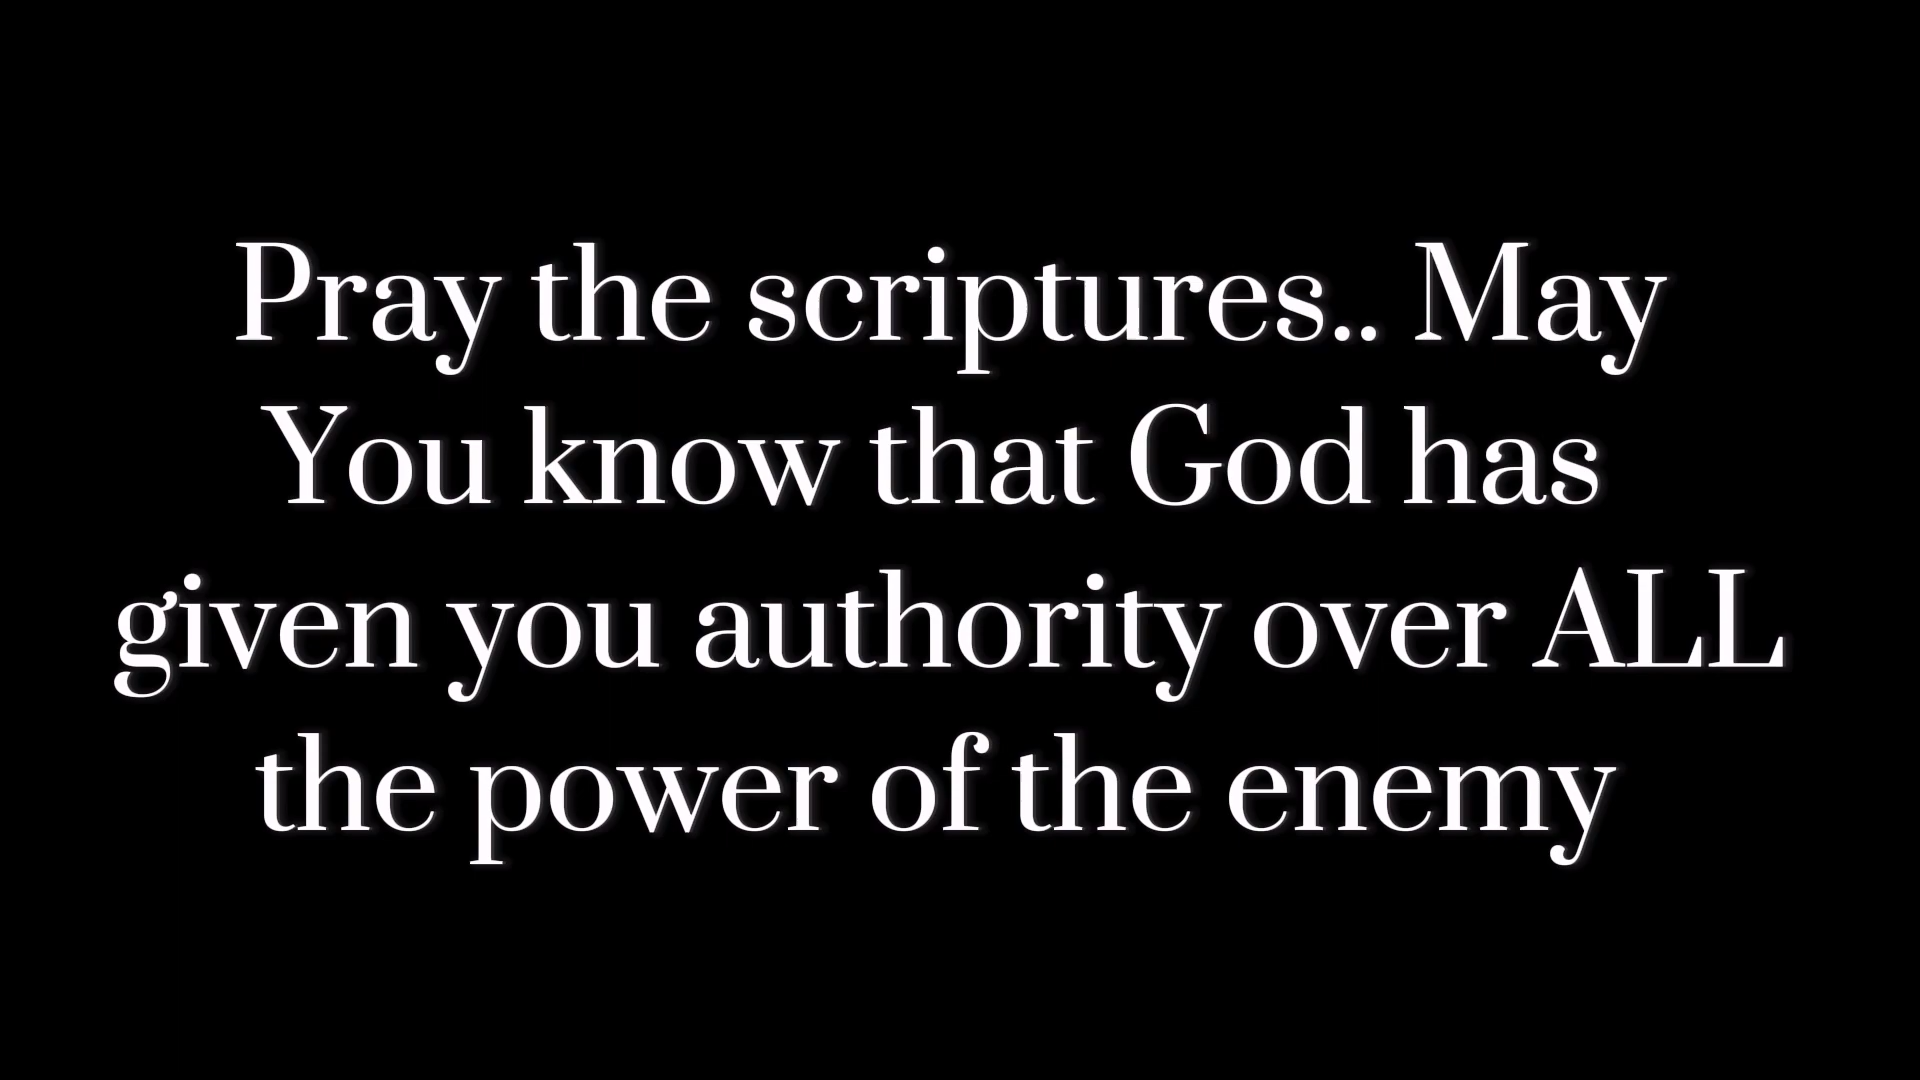 Pray the scriptures.. May
You know that God has
given you authority over ALL
the power of the enemy